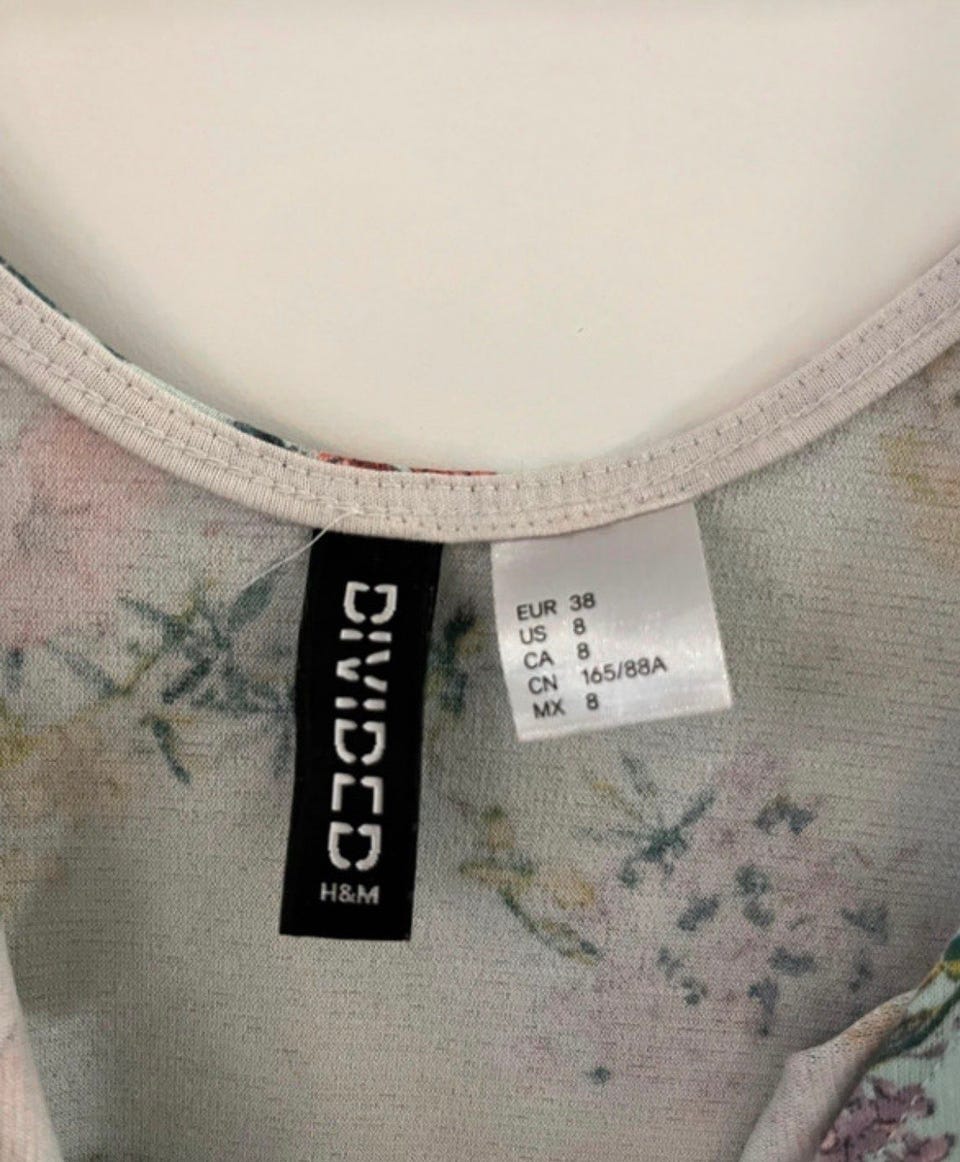 DIVIDED
H&M
EUR 38
US 8
CA 8
CN 165/88A
MX 8